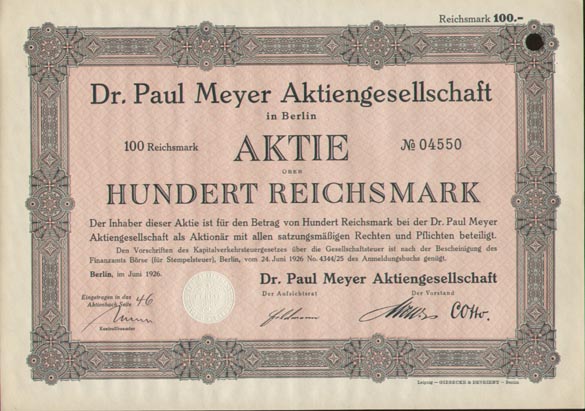 Reichsmark 100.-
Dr. Paul Meyer Aktiengesellschaft
in Berlin
100 Reichsmark AKTIE № 04550
ÜBER
HUNDERT REICHSMARK
Der Inhaber dieser Aktie ist für den Betrag von Hundert Reichsmark bei der Dr. Paul Meyer
Aktiengesellschaft als Aktionär mit allen satzungsmäßigen Rechten und Pflichten beteiligt.
Den Vorschriften des Kapitalverkehrsteuergesetzes über die Gesellschaftsteuer ist nach der Bescheinigung des
Finanzamts Börse (für Stempelsteuer), Berlin, vom 24. Juni 1926 No. 4344/25 des Anmeldungsbuchs genügt.
Berlin, im Juni 1926.
Dr. Paul Meyer Aktiengesellschaft
Der Aufsichtsrat Der Vorstand
Eingetragen in das
Aktienbuch Seite 46
Kontrollbeamter
Leipzig — GIESECKE & DEVRIENT — Berlin